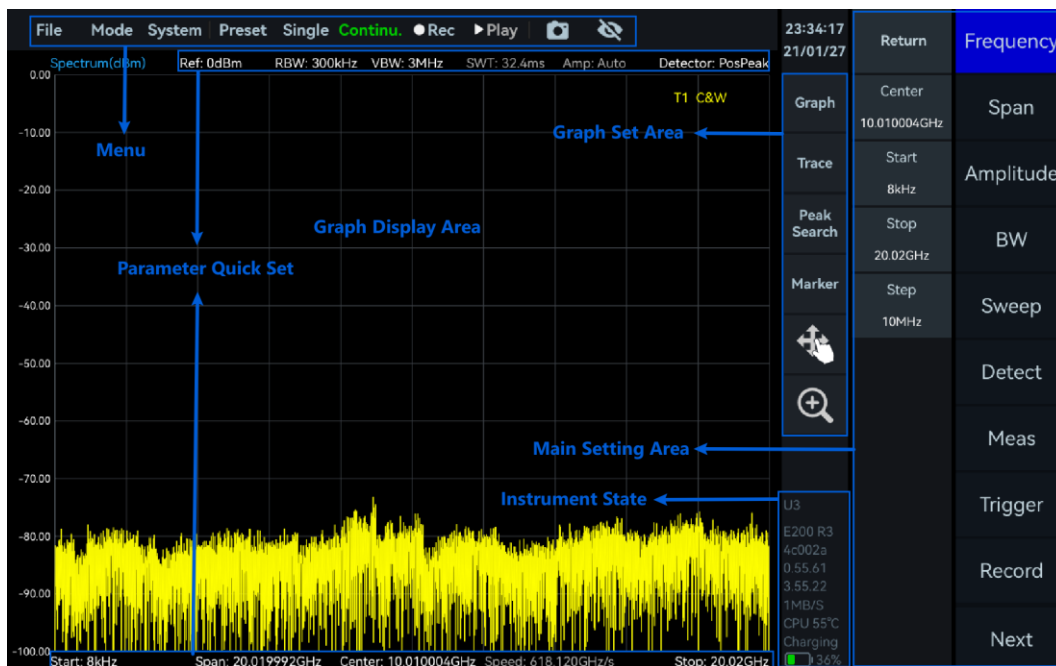 File Mode System Preset Single Continu. Rec Play
23:34:17
21/01/27
Return
Frequency
Spectrum(dBm) Ref: 0dBm RBW: 300kHz VBW: 3MHz SWT: 32.4ms Amp: Auto Detector: PosPeak
0.00
T1 C&W
Graph
Center
10.010004GHz
Span
-10.00
Menu
Graph Set Area
Trace
Start
8kHz
Amplitude
-20.00
Graph Display Area
Peak
Search
Stop
20.02GHz
BW
-30.00
Parameter Quick Set
Marker
Step
10MHz
Sweep
-40.00
-50.00
Detect
-60.00
Main Setting Area
Meas
-70.00
Instrument State
U3
Trigger
-80.00
E200 R3
4c002a
0.55.61
3.55.22
1MB/S
CPU 55℃
Charging
36%
Record
-90.00
Next
-100.00
Start: 8kHz Span: 20.019992GHz Center: 10.010004GHz Speed: 618.120GHz/s Stop: 20.02GHz